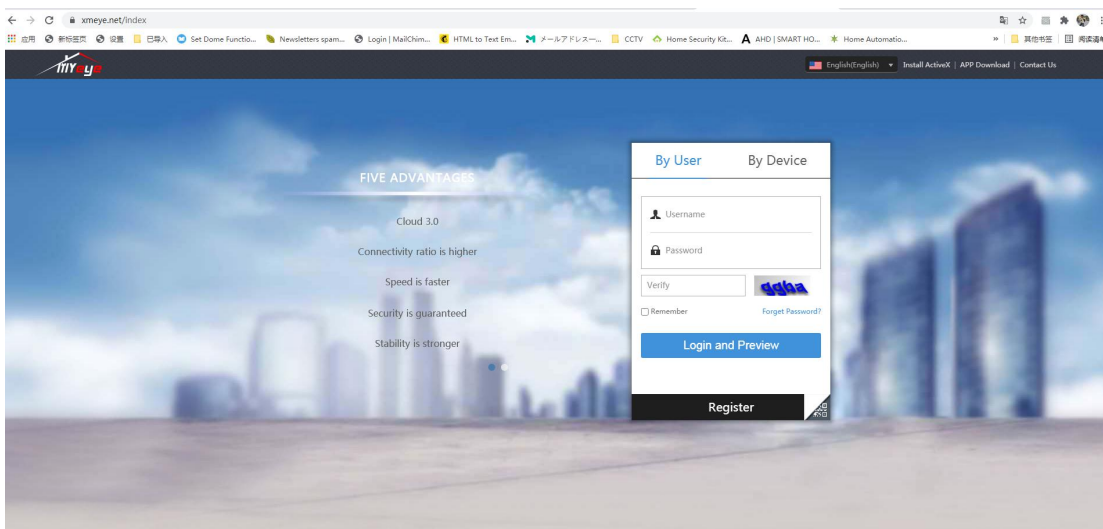 xmeye.net/index
应用 新标签页 设置 已导入 Set Dome Functio... Newsletters spam... Login | MailChim... HTML to Text Em... メールアドレス一... CCTV Home Security Kit... AHD | SMART HO... Home Automatio... » 其他书签 阅读清单
MYeye
English(English) Install ActiveX | APP Download | Contact Us
By User By Device
FIVE ADVANTAGES
Username
Cloud 3.0
Connectivity ratio is higher
Password
Speed is faster
Verify ggba
Security is guaranteed
Remember Forget Password?
Stability is stronger
Login and Preview
Register